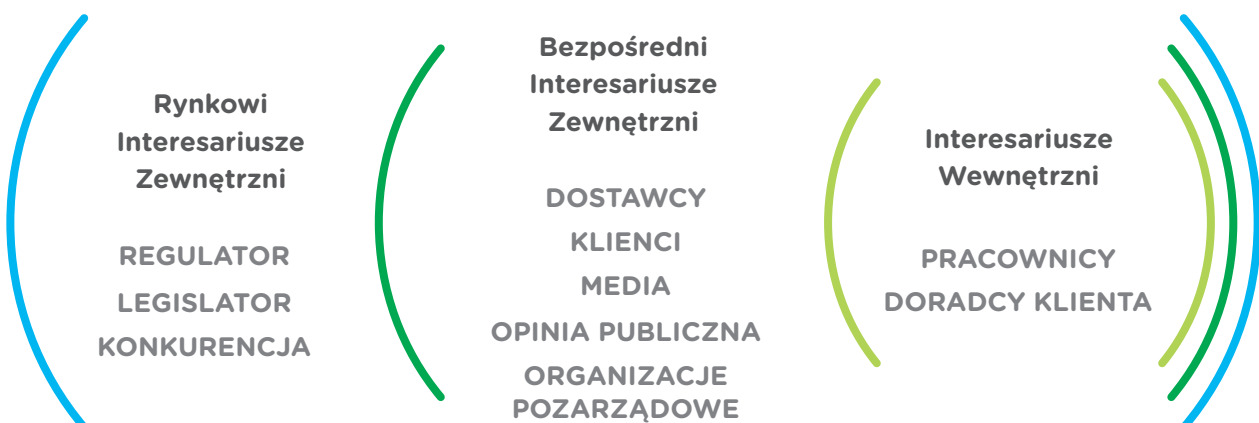 Rynkowi
Interesariusze
Zewnętrzni
REGULATOR
LEGISLATOR
KONKURENCJA
Bezpośredni
Interesariusze
Zewnętrzni
DOSTAWCY
KLIENCI
MEDIA
OPINIA PUBLICZNA
ORGANIZACJE
POZARZĄDOWE
Interesariusze
Wewnętrzni
PRACOWNICY
DORADCY KLIENTA